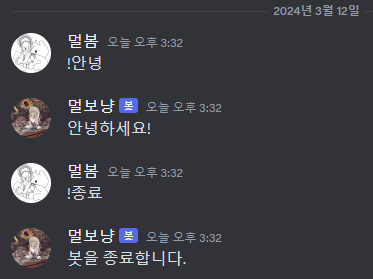 2024년 3월 12일
멀봄 오늘 오후 3:32
!안녕
멀보냥 봇 오늘 오후 3:32
안녕하세요!
멀봄 오늘 오후 3:32
!종료
멀보냥 봇 오늘 오후 3:32
봇을 종료합니다.